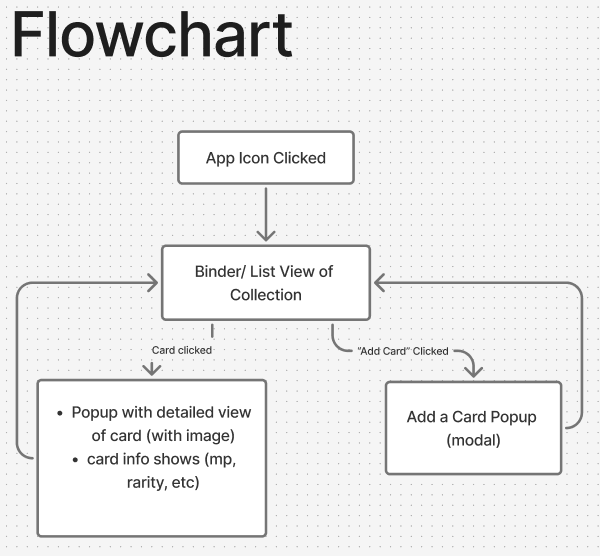 Flowchart
App Icon Clicked
Binder/ List View of
Collection
Card clicked
"Add Card" Clicked
• Popup with detailed view
of card (with image)
• card info shows (mp,
rarity, etc)
Add a Card Popup
(modal)